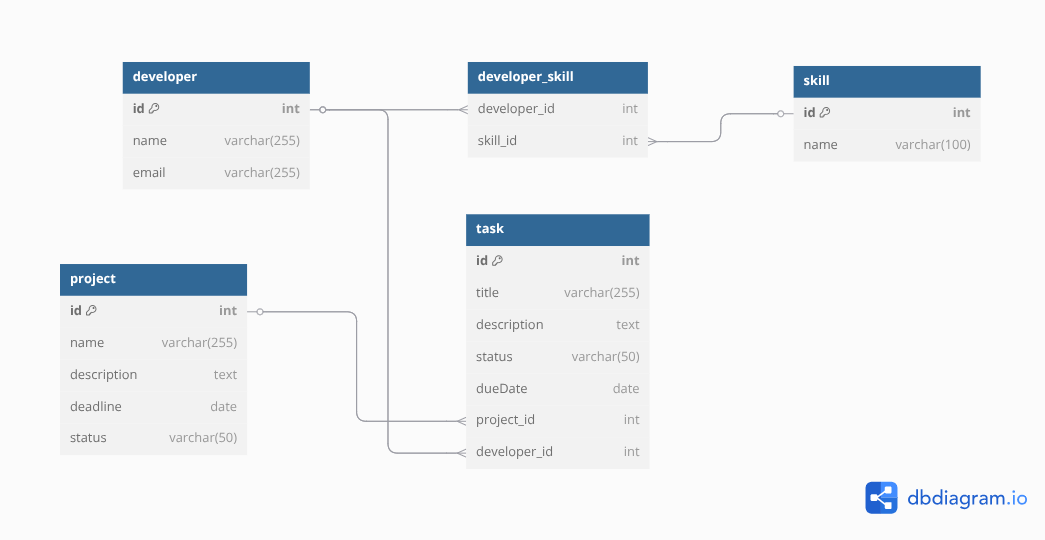 developer
id int
name varchar(255)
email varchar(255)
developer_skill
developer_id int
skill_id int
skill
id int
name varchar(100)
project
id int
name varchar(255)
description text
deadline date
status varchar(50)
task
id int
title varchar(255)
description text
status varchar(50)
dueDate date
project_id int
developer_id int
dbdiagram.io